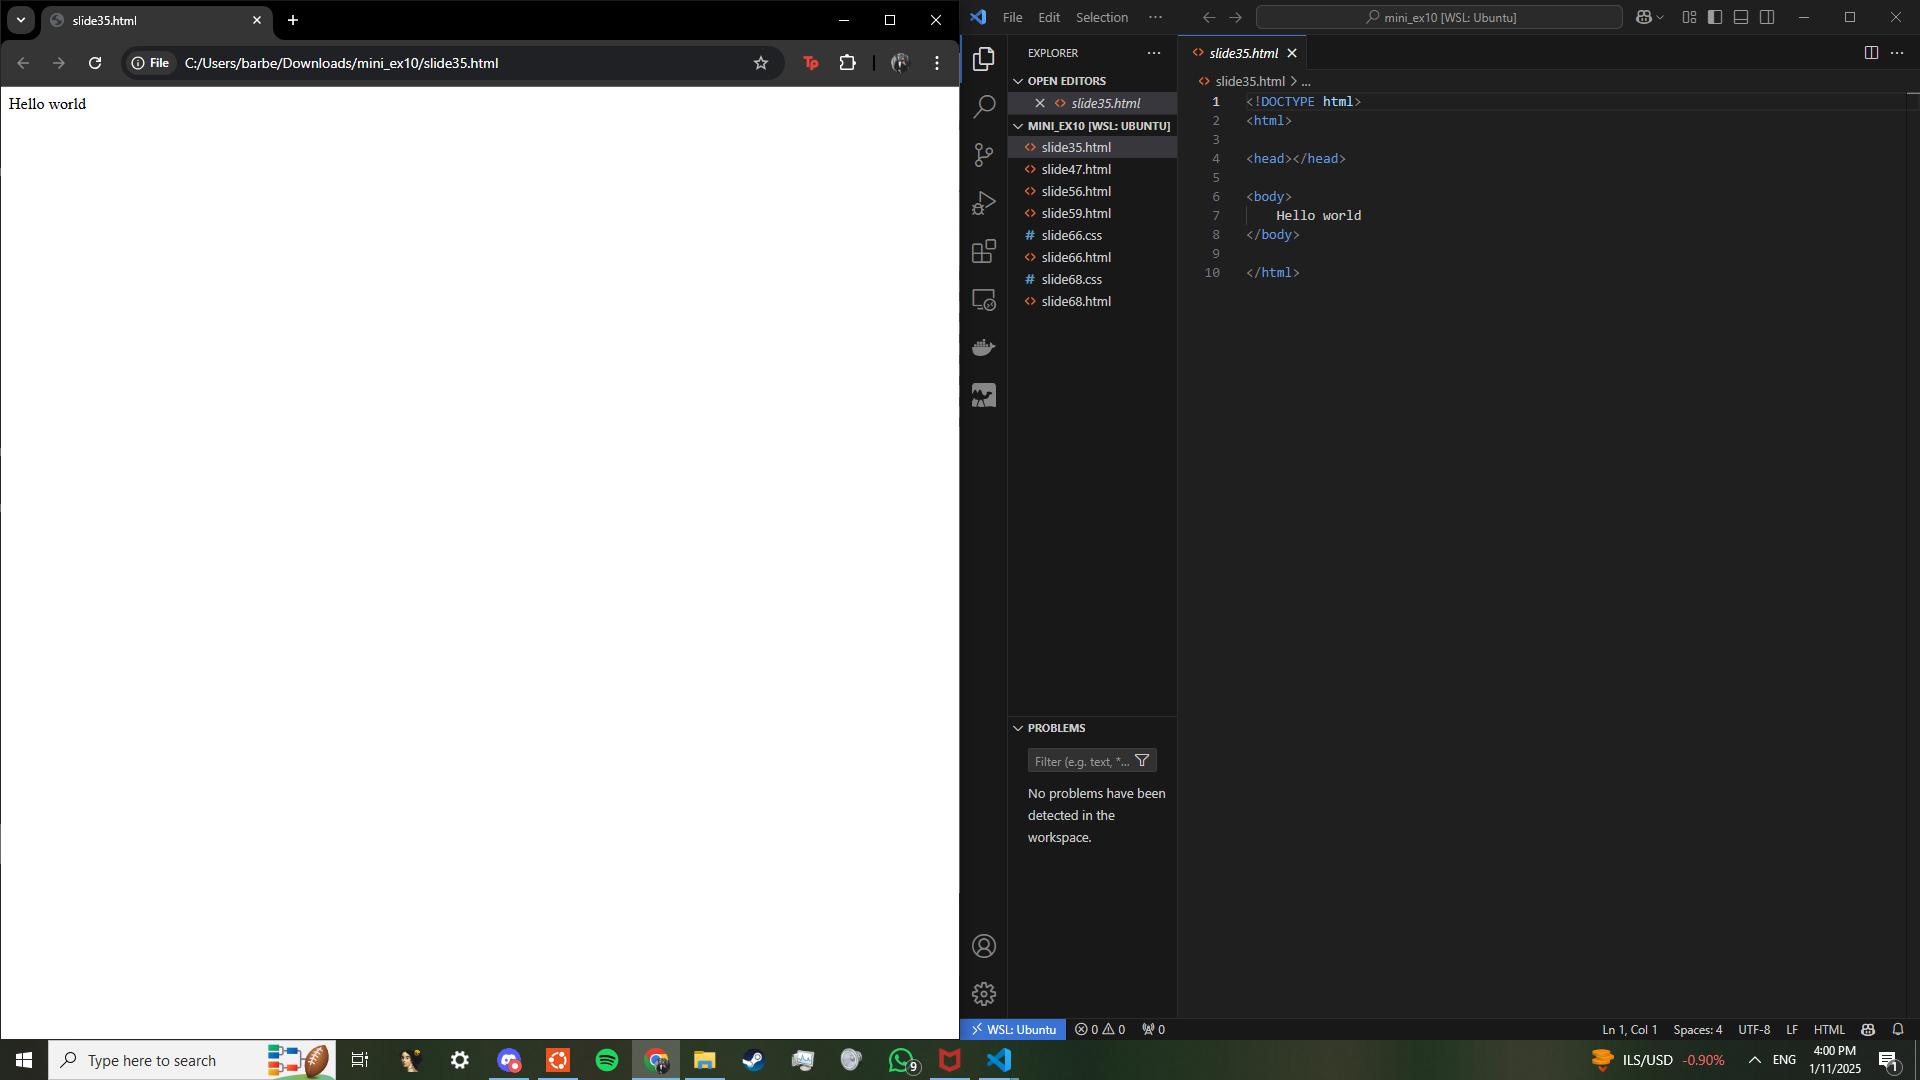 slide35.html
File
C:/Users/barbe/Downloads/mini_ex10/slide35.html
Tp
Hello world
File Edit Selection ...
mini_ex10 [WSL: Ubuntu]
EXPLORER
OPEN EDITORS
slide35.html
MINI_EX10 [WSL: UBUNTU]
slide35.html
slide47.html
slide56.html
slide59.html
# slide66.css
slide66.html
# slide68.css
slide68.html
PROBLEMS
Filter (e.g. text, *...
No problems have been
detected in the
workspace.
slide35.html
slide35.html > ...
1 <!DOCTYPE html>
2 <html>
3
4 <head></head>
5
6 <body>
7 Hello world
8 </body>
9
10 </html>
WSL: Ubuntu 0 0 0
Ln 1, Col 1 Spaces: 4 UTF-8 LF HTML
Type here to search
9
ILS/USD -0.90%
ENG
4:00 PM
1/11/2025
1